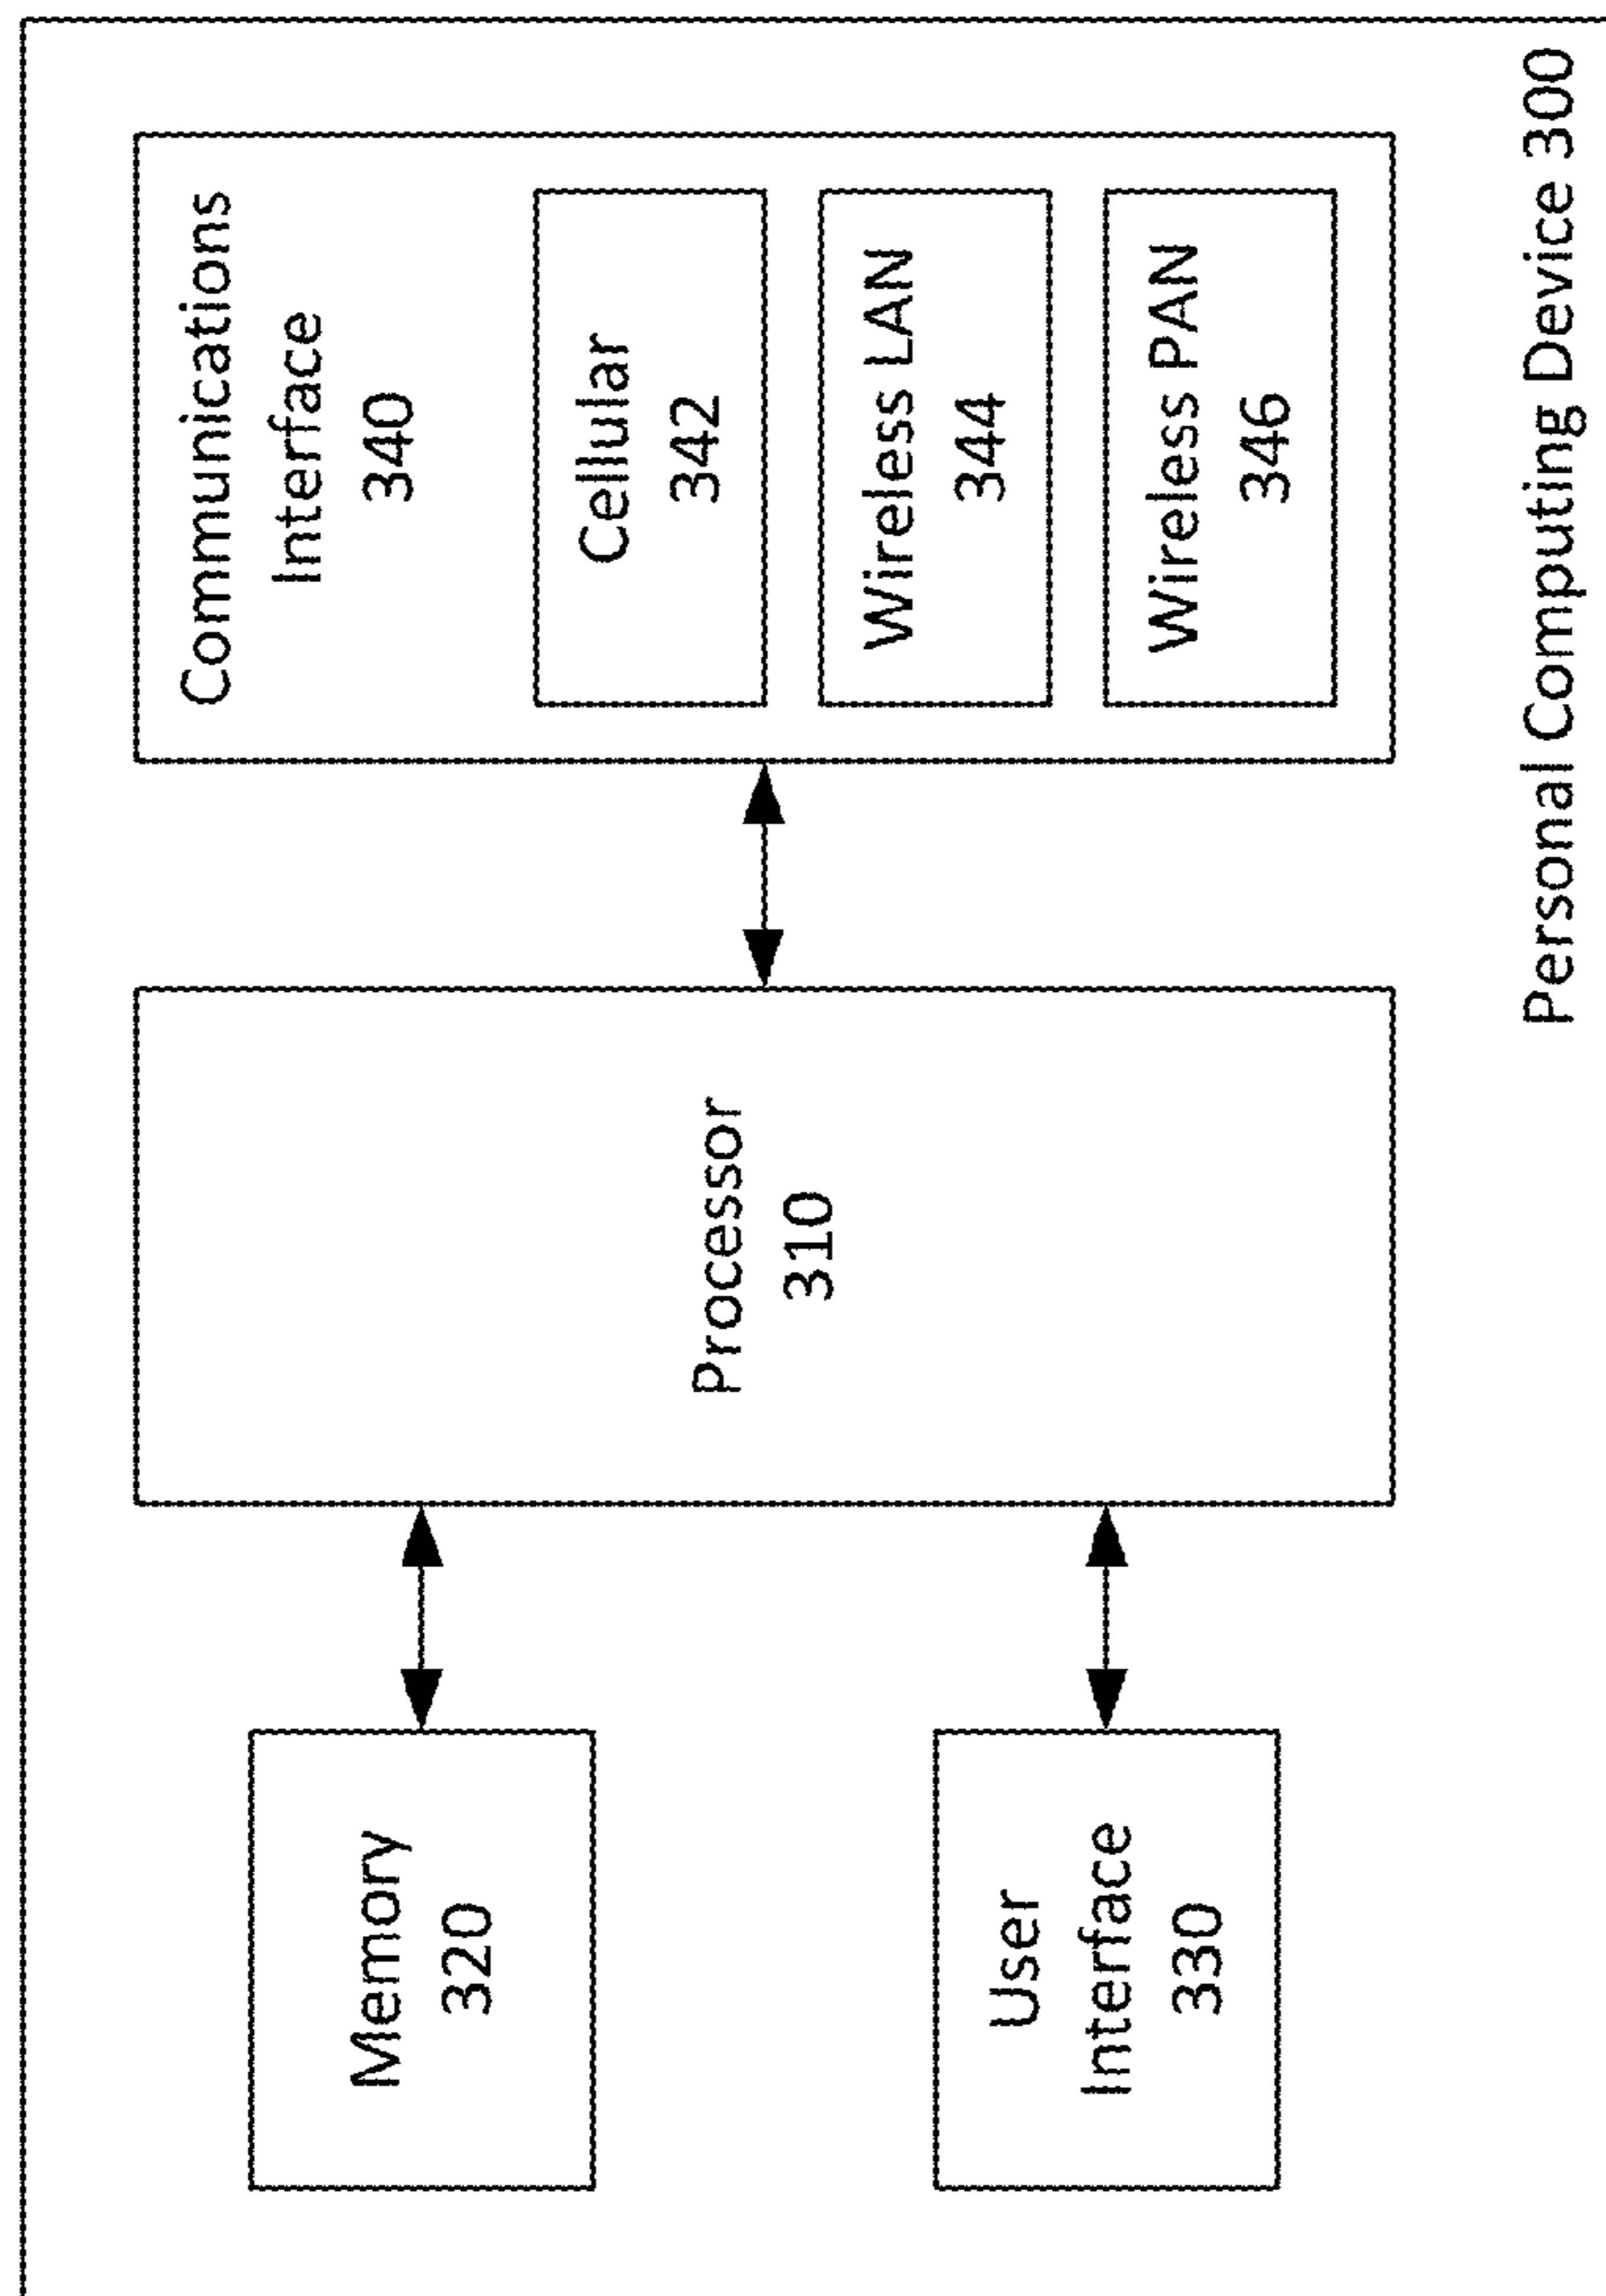 Memory
320
User
Interface
330
Processor
310
Communications
Interface
340
Cellular
342
Wireless LAN
344
Wireless PAN
346
Personal Computing Device 300